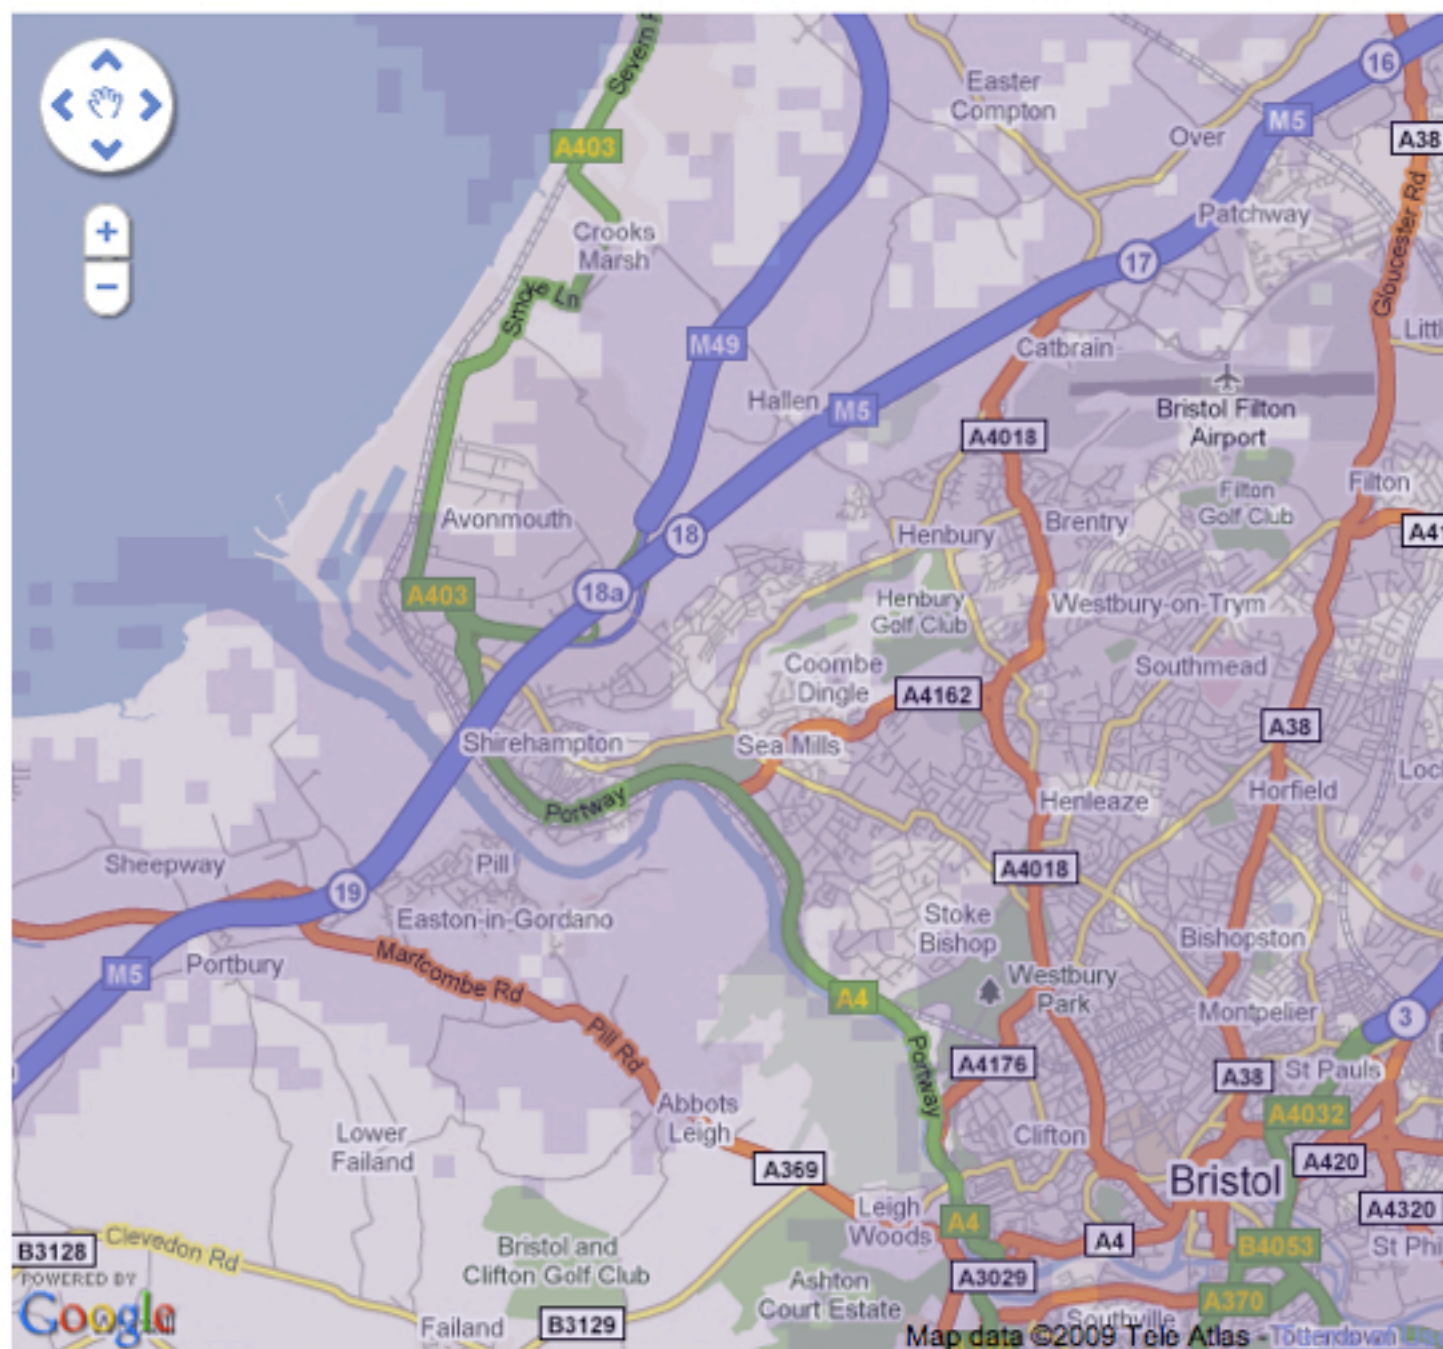 Severn
16
Easter
Compton
M5
Over
A38
A403
Patchway
Gloucester Rd
Crooks
Marsh
17
Smoke Ln
M49
Catbrain
Hallen
M5
Bristol Filton
Airport
A4018
Filton
Filton
Golf Club
Avonmouth
18
Henbury
Brentry
18a
A403
Henbury
Golf Club
Westbury-on-Trym
Coombe
Dingle
Southmead
A4162
A38
Shirehampton
Sea Mills
Portway
Henleaze
Horfield
Sheepway
Pill
A4018
19
Easton-in-Gordano
Stoke
Bishop
Bishopston
Martcombe Rd
M5
Portbury
Westbury
Park
A4
Montpelier
3
Pill Rd
Portway
A4176
St Pauls
A38
Abbots
Leigh
A4032
Lower
Failand
Clifton
A369
A420
Bristol
Leigh
Woods
A4320
A4
A4
B4053
B3128
Clevedon Rd
Bristol and
Clifton Golf Club
A3029
POWERED BY
Google
Ashton
Court Estate
A370
B3129
Failand
Southville
Map data ©2009 Tele Atlas -
Totterdown